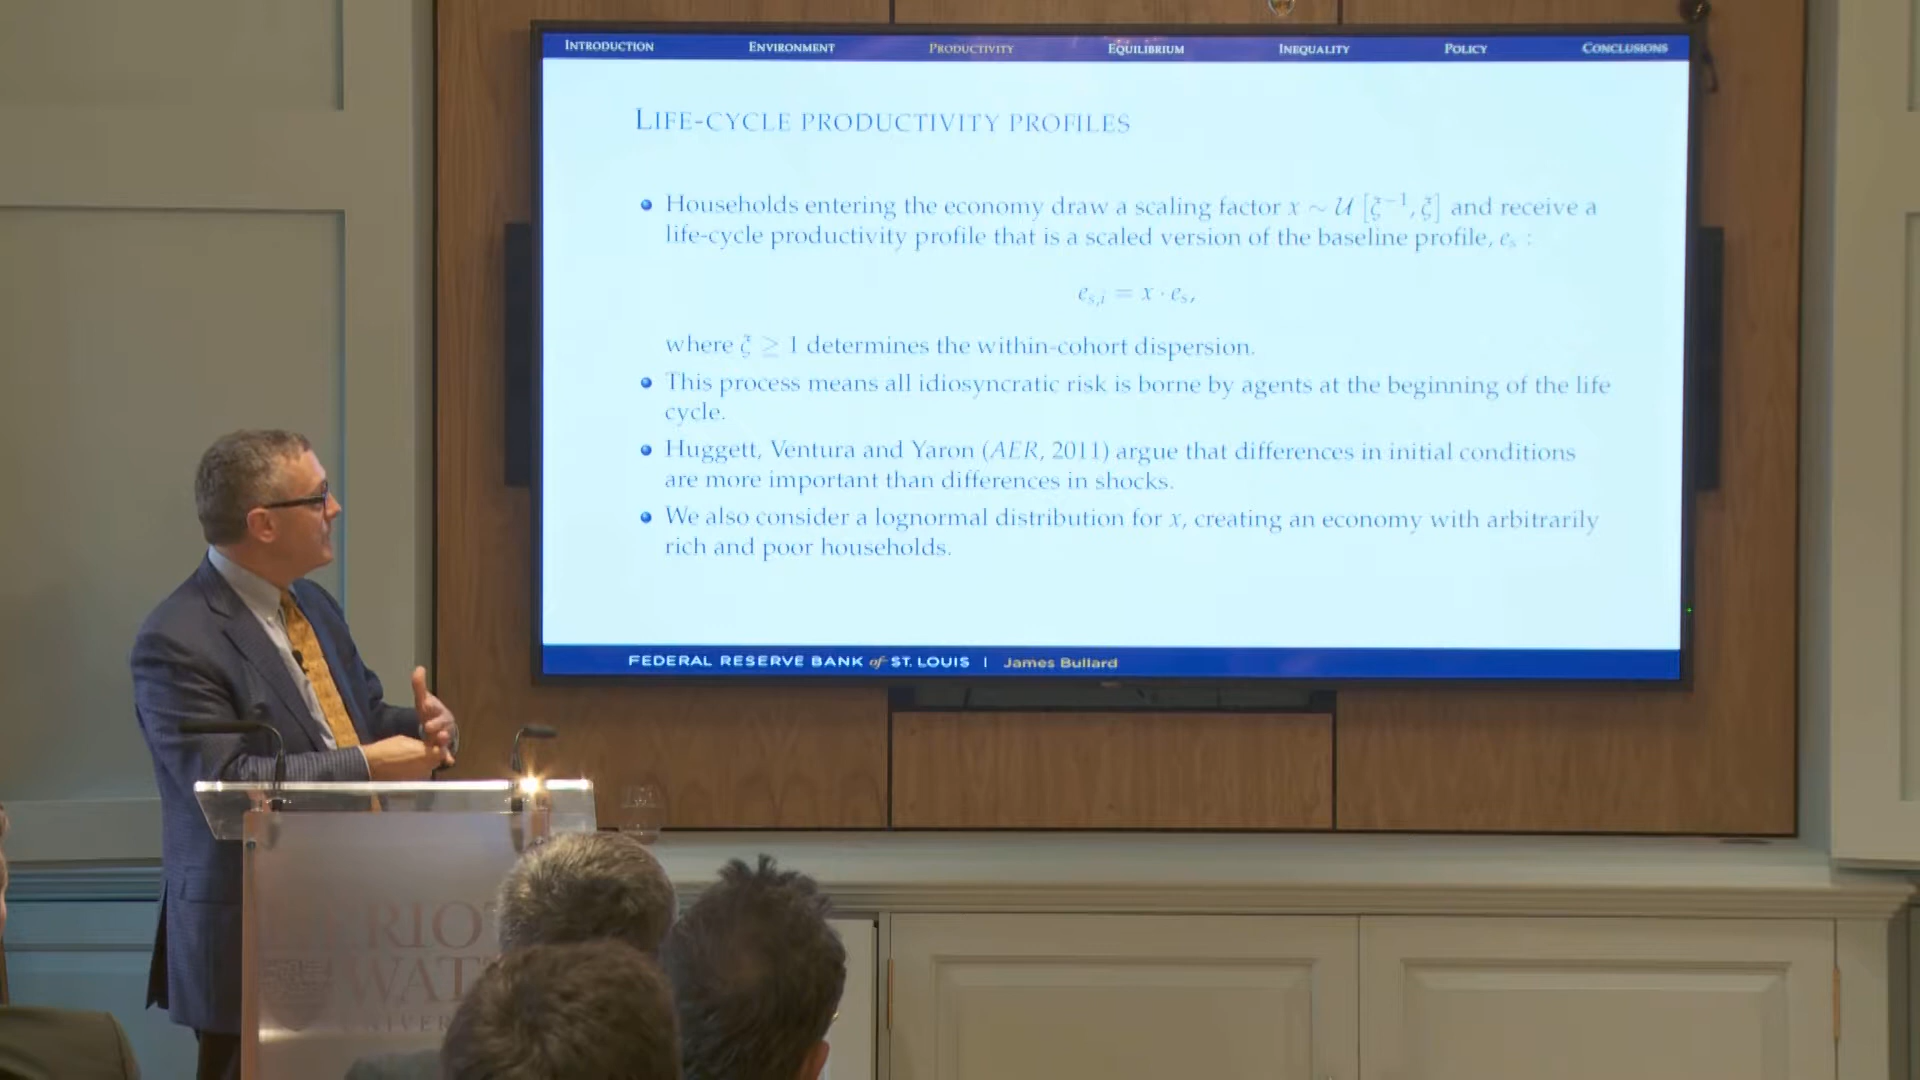 INTRODUCTION ENVIRONMENT PRODUCTIVITY EQUILIBRIUM INEQUALITY POLICY CONCLUSIONS
LIFE-CYCLE PRODUCTIVITY PROFILES
Households entering the economy draw a scaling factor x ~ 𝒰 [ξ⁻¹, ξ] and receive a
life-cycle productivity profile that is a scaled version of the baseline profile, eₛ :
eₛ,ᵢ = x · eₛ,
where ξ ≥ 1 determines the within-cohort dispersion.
This process means all idiosyncratic risk is borne by agents at the beginning of the life
cycle.
Huggett, Ventura and Yaron (AER, 2011) argue that differences in initial conditions
are more important than differences in shocks.
We also consider a lognormal distribution for x, creating an economy with arbitrarily
rich and poor households.
FEDERAL RESERVE BANK of ST. LOUIS | James Bullard
ERIOT
WAT
NIVER